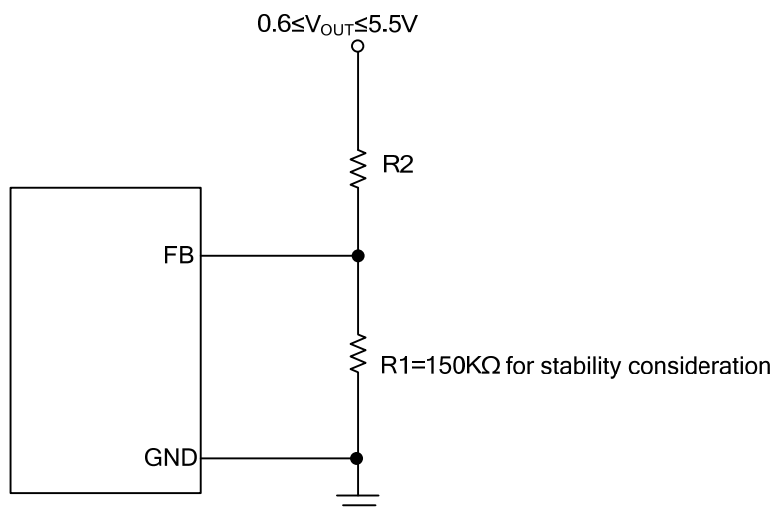 0.6≤VOUT≤5.5V
R2
FB
R1=150KΩ for stability consideration
GND